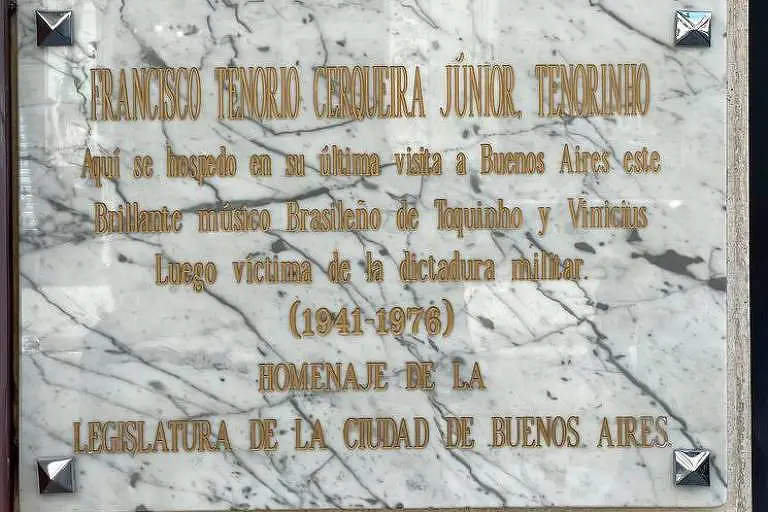 FRANCISCO TENORIO CERQUEIRA JÚNIOR, TENORINHO
Aquí se hospedo en su última visita a Buenos Aires este
Brillante músico Brasileño de Toquinho y Vinicius
Luego víctima de la dictadura militar.
(1941-1976)
HOMENAJE DE LA
LEGISLATURA DE LA CIUDAD DE BUENOS AIRES.